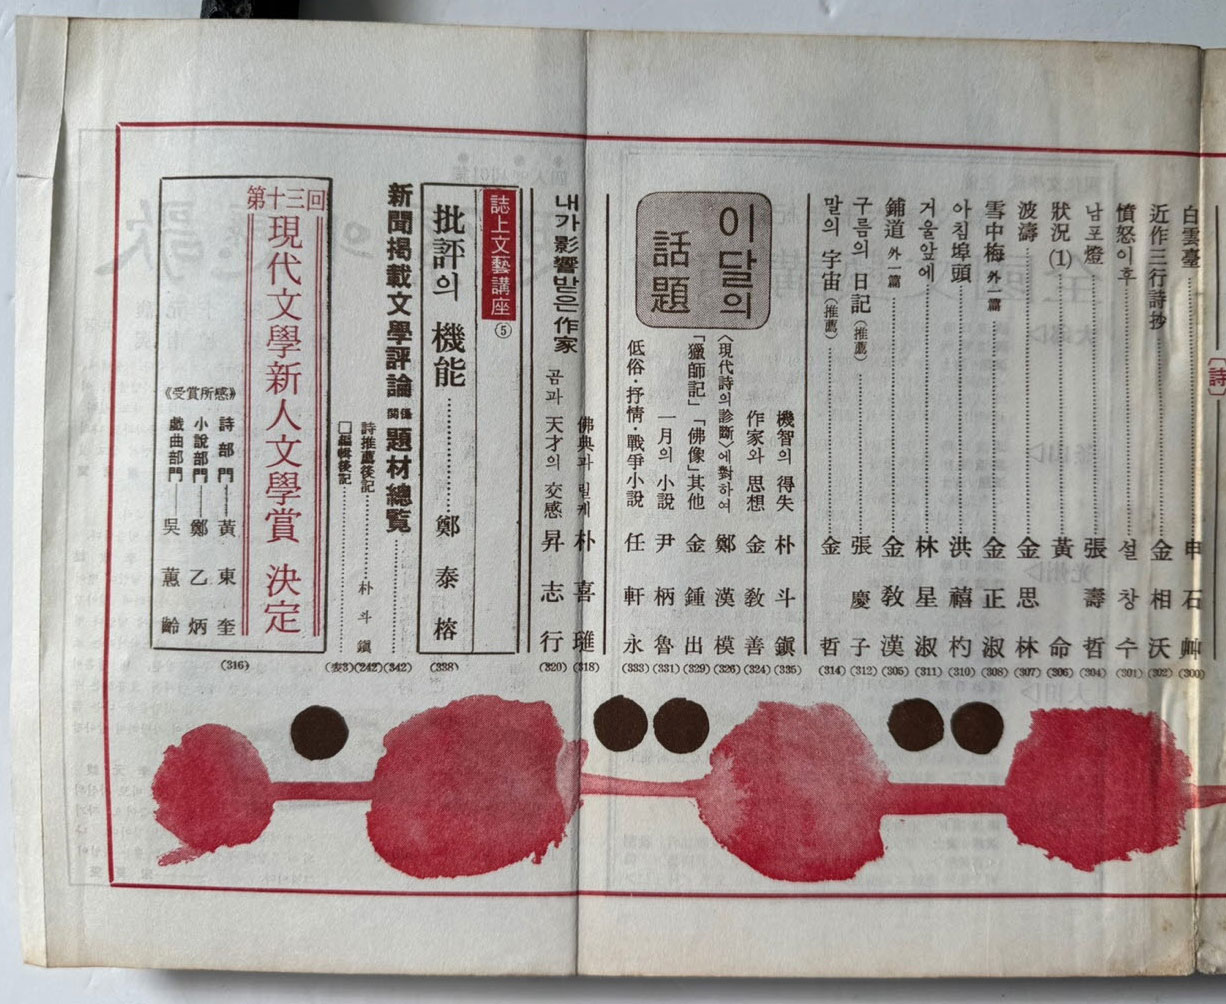 〔詩〕
白雲臺 申石艸 (300)
近作三行詩抄 金相沃 (302)
憤怒이후 설창수 (301)
남포燈 張壽哲 (304)
狀況(1) 黃命 (306)
波濤 金思林 (303)
雪中梅 外一篇 金正淑 (308)
아침埠頭 洪禧杓 (310)
거울앞에 林星淑 (311)
鋪道 外一篇 金敎漢 (305)
구름의 日記 (推薦) 張慶子 (312)
말의 宇宙 (推薦) 金哲 (314)
이달의 話題
機智의 得失 朴斗鎭 (335)
作家와 思想 金敎善 (324)
〈現代詩의 診斷〉에 對하여 鄭漢模 (326)
「獵師記」「佛像」其他 金鍾出 (329)
一月의 小說 尹柄魯 (331)
低俗·抒情·戰爭小說 任軒永 (333)
내가 影響받은 作家
佛典과 릴케 朴喜璡 (318)
곰과 天才의 交感 昇志行 (320)
誌上文藝講座 ⑤
批評의 機能 鄭泰榕 (338)
新聞揭載文學評論 關係 題材總覧 (342)
詩推薦後記 朴斗鎭 (242)
□編輯後記 (表3)
第十三回
現代文學新人文學賞 決定
《受賞所感》
詩部門 黃東奎
小說部門 鄭乙炳
戱曲部門 吳蕙齡
(316)